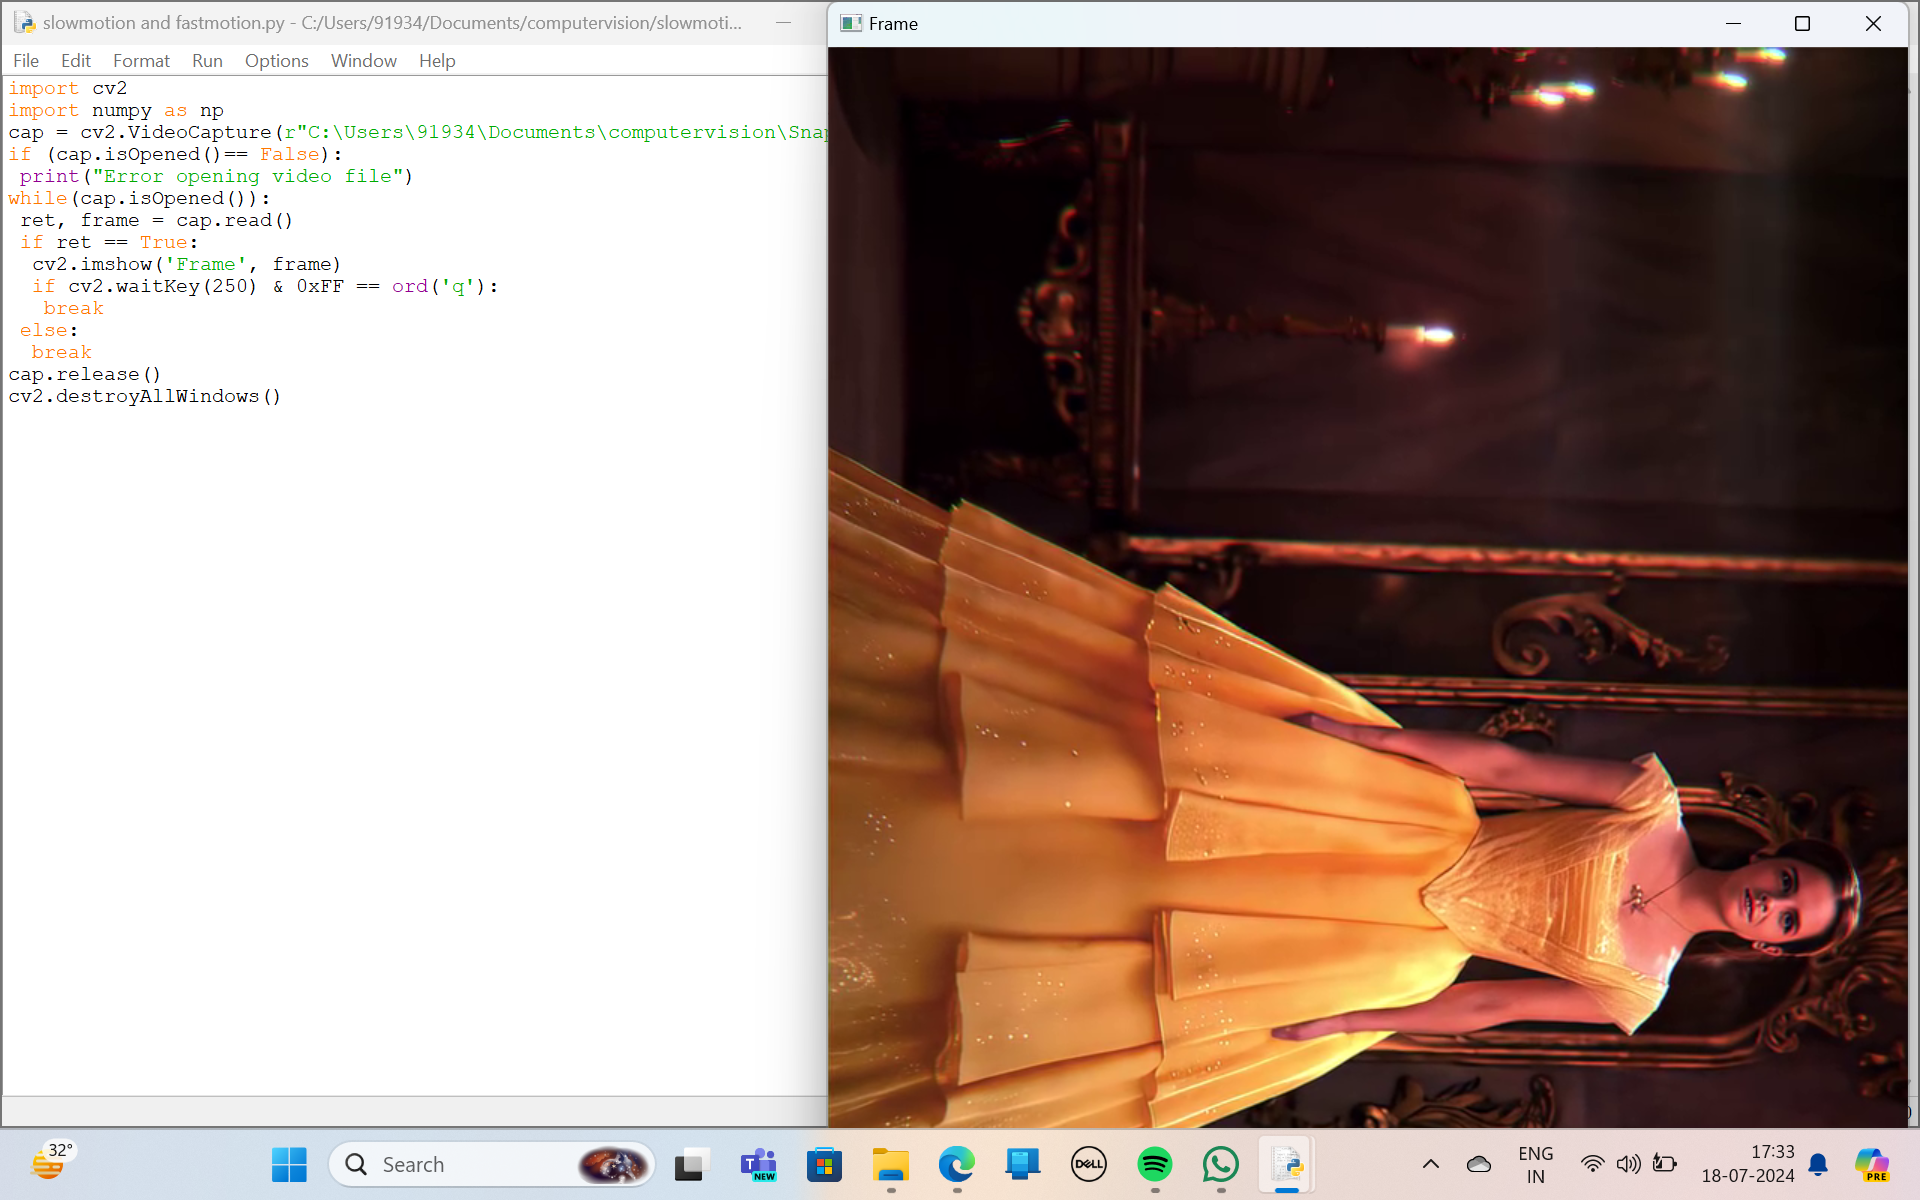 slowmotion and fastmotion.py - C:/Users/91934/Documents/computervision/slowmoti...
File Edit Format Run Options Window Help
import cv2
import numpy as np
cap = cv2.VideoCapture(r"C:\Users\91934\Documents\computervision\Snap
if (cap.isOpened()== False):
 print("Error opening video file")
while(cap.isOpened()):
 ret, frame = cap.read()
 if ret == True:
  cv2.imshow('Frame', frame)
  if cv2.waitKey(250) & 0xFF == ord('q'):
   break
 else:
  break
cap.release()
cv2.destroyAllWindows()
Frame
32°
Search
NEW
DELL
ENG
IN
17:33
18-07-2024
PRE